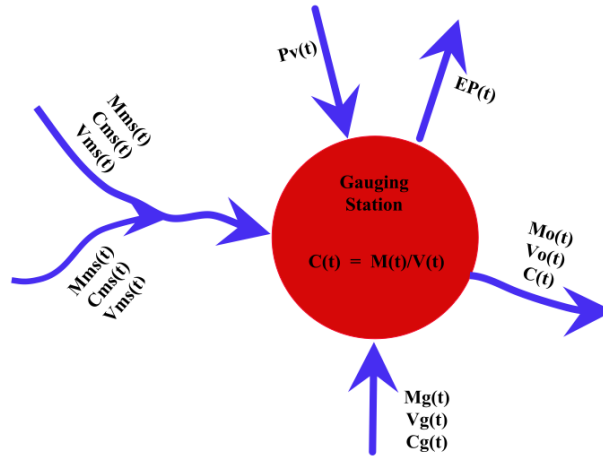 Pv(t)
EP(t)
Mms(t)
Cms(t)
Vms(t)
Gauging
Station
C(t) = M(t)/V(t)
Mo(t)
Vo(t)
C(t)
Mms(t)
Cms(t)
Vms(t)
Mg(t)
Vg(t)
Cg(t)